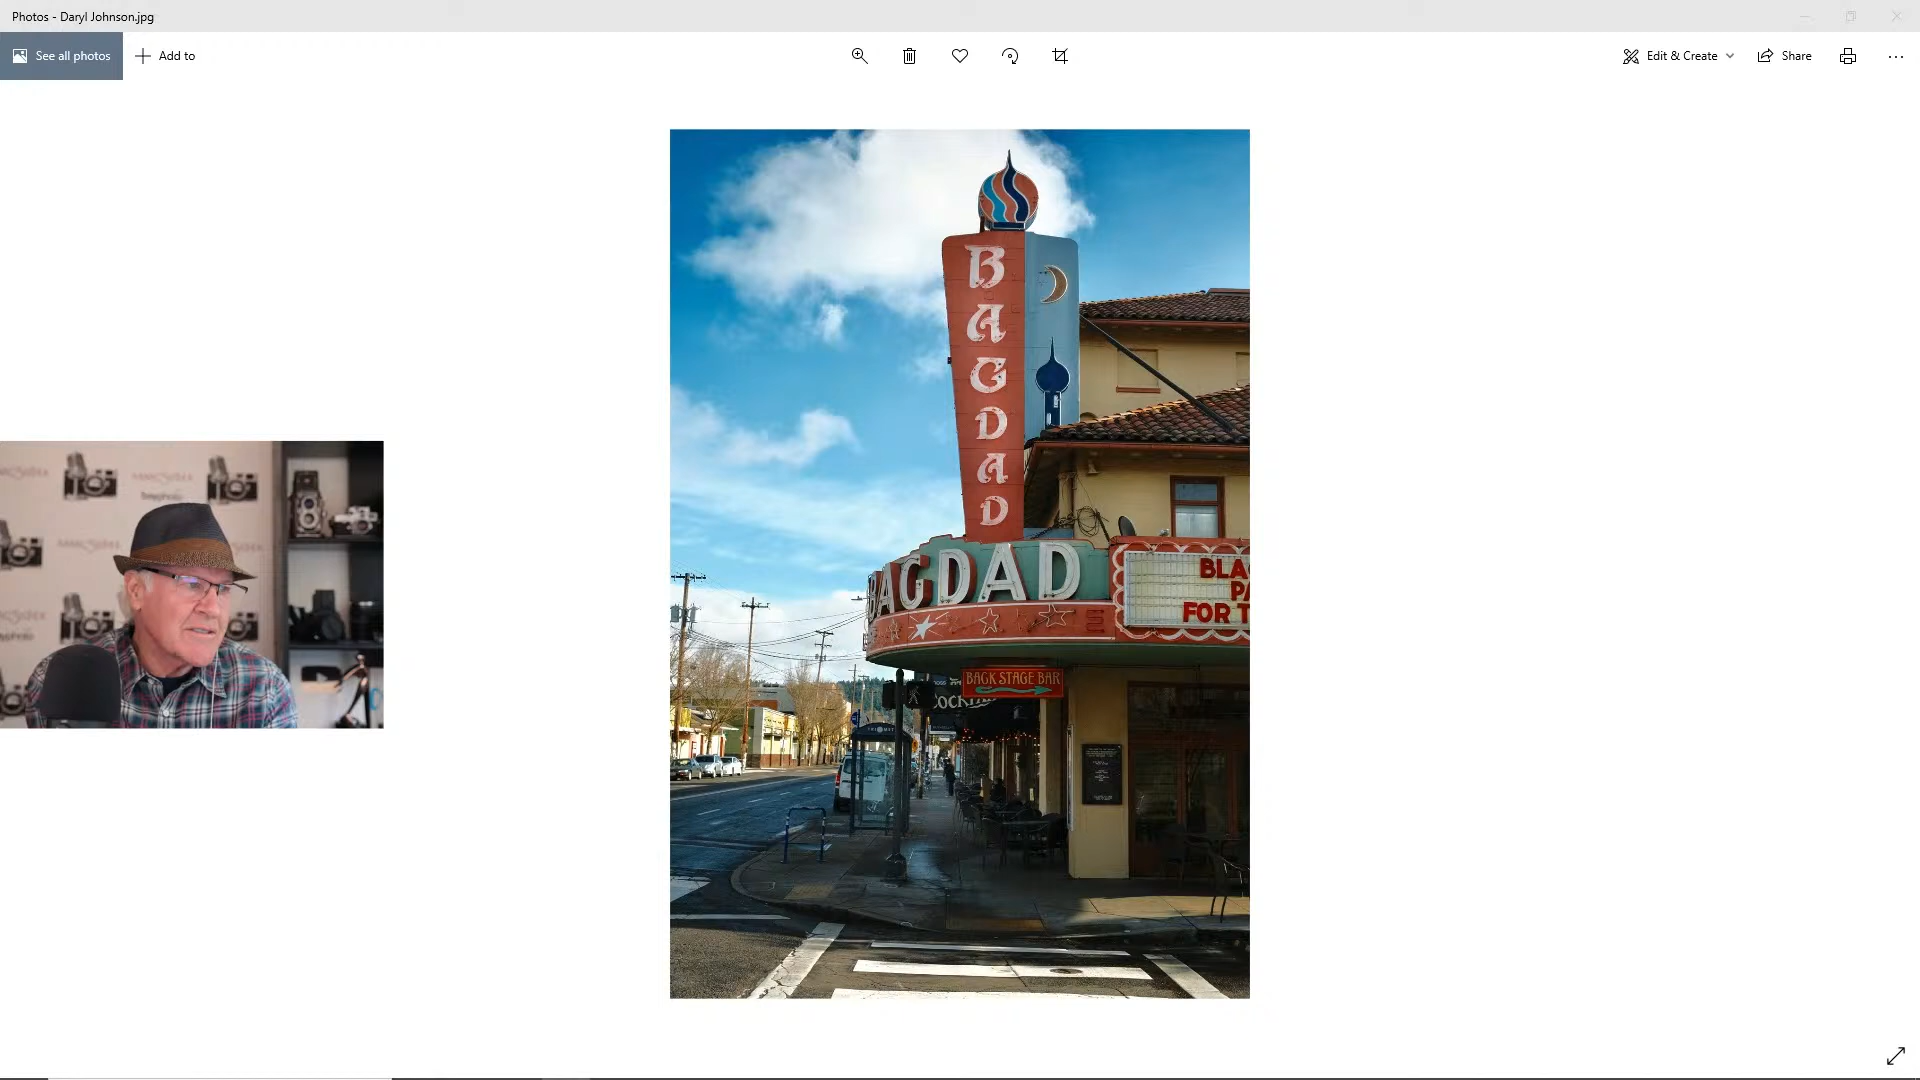 Photos - Daryl Johnson.jpg
See all photos
Add to
Edit & Create
Share
BAGDAD
BAGDAD
BLA
PA
FOR T
BACK STAGE BAR